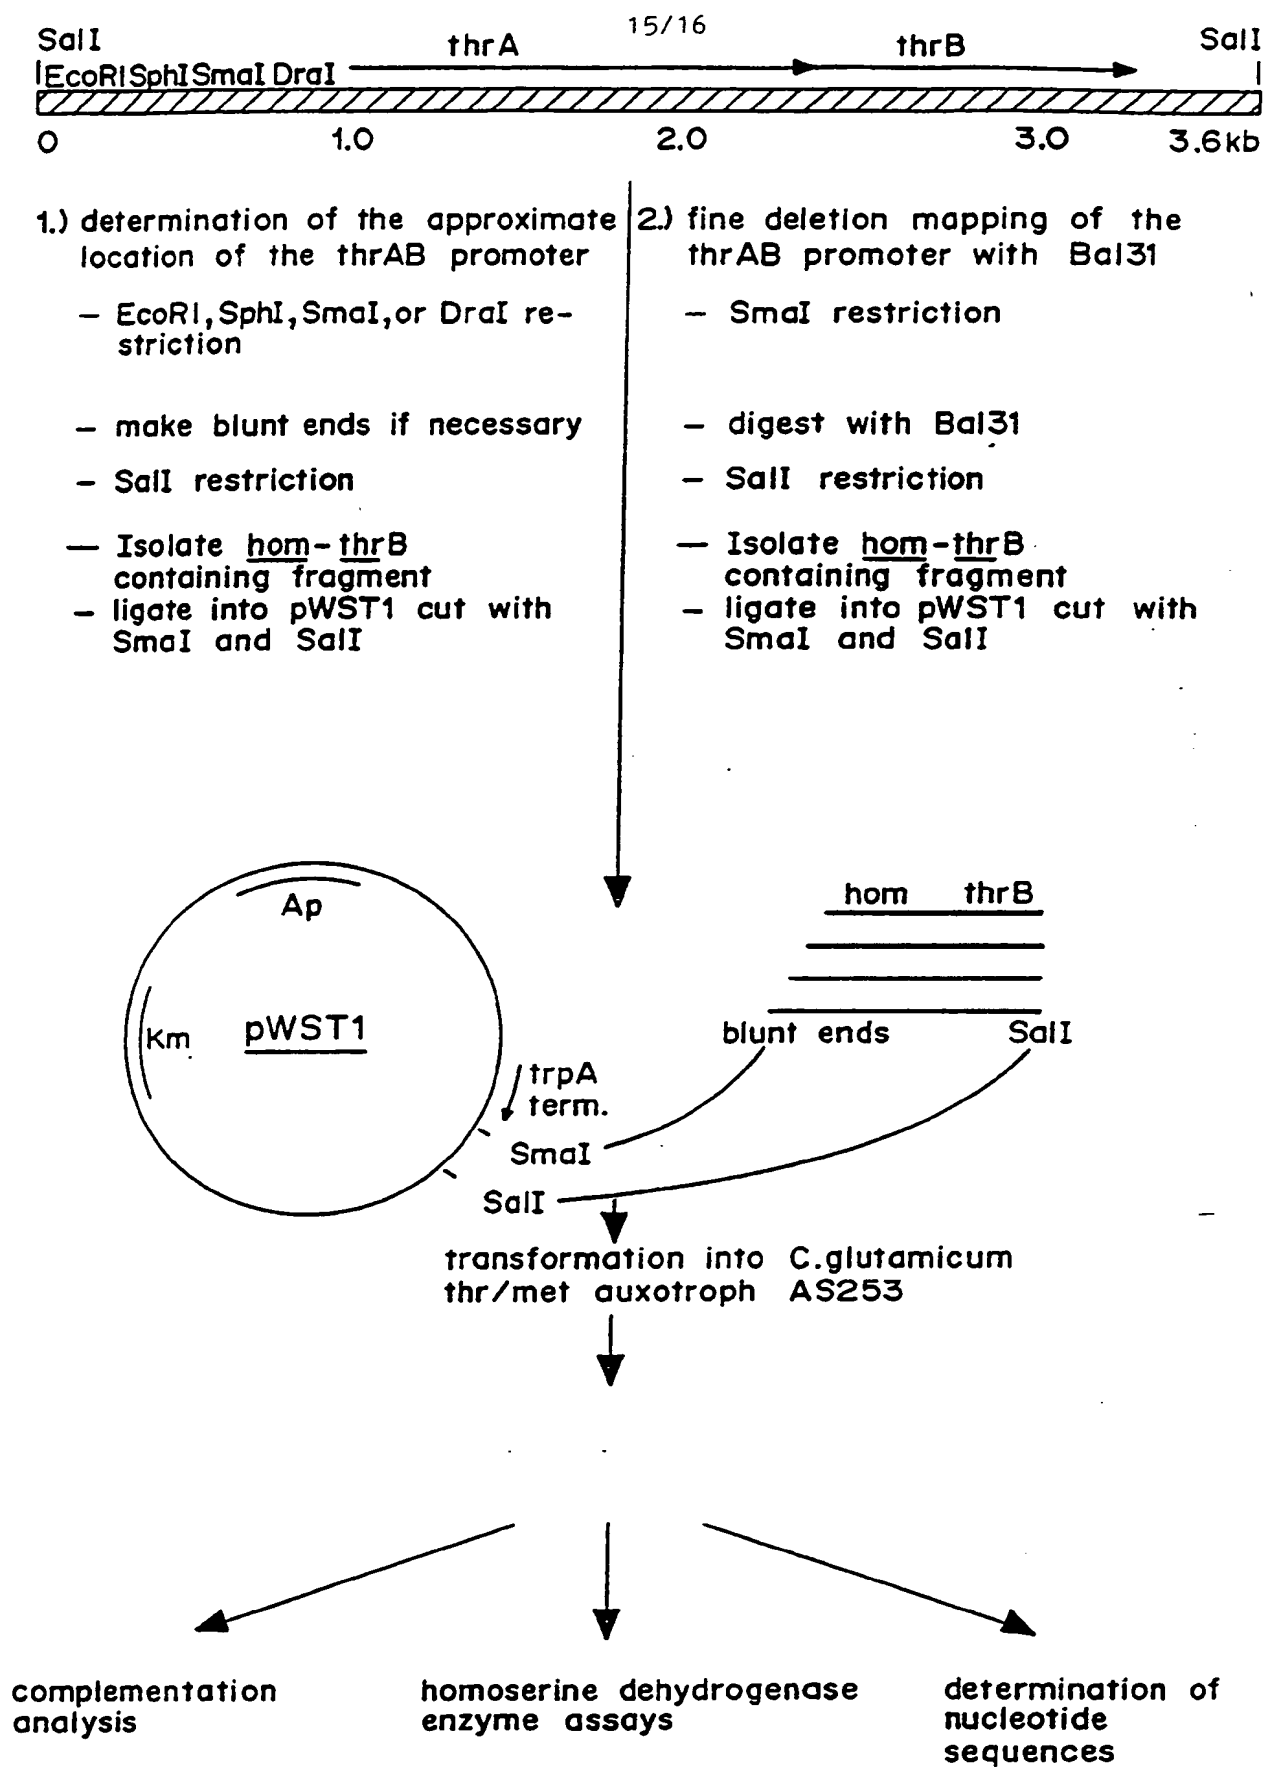 15/16
SalI thrA thrB SalI
EcoRI SphI SmaI DraI
0 1.0 2.0 3.0 3.6kb
1.) determination of the approximate
location of the thrAB promoter
- EcoRI, SphI, SmaI, or DraI re-
striction
- make blunt ends if necessary
- SalI restriction
- Isolate hom-thrB
containing fragment
- ligate into pWST1 cut with
SmaI and SalI
2.) fine deletion mapping of the
thrAB promoter with Bal31
- SmaI restriction
- digest with Bal31
- SalI restriction
- Isolate hom-thrB
containing fragment
- ligate into pWST1 cut with
SmaI and SalI
Ap
Km
pWST1
trpA
term.
SmaI
SalI
hom thrB
blunt ends SalI
transformation into C.glutamicum
thr/met auxotroph AS253
complementation
analysis
homoserine dehydrogenase
enzyme assays
determination of
nucleotide
sequences